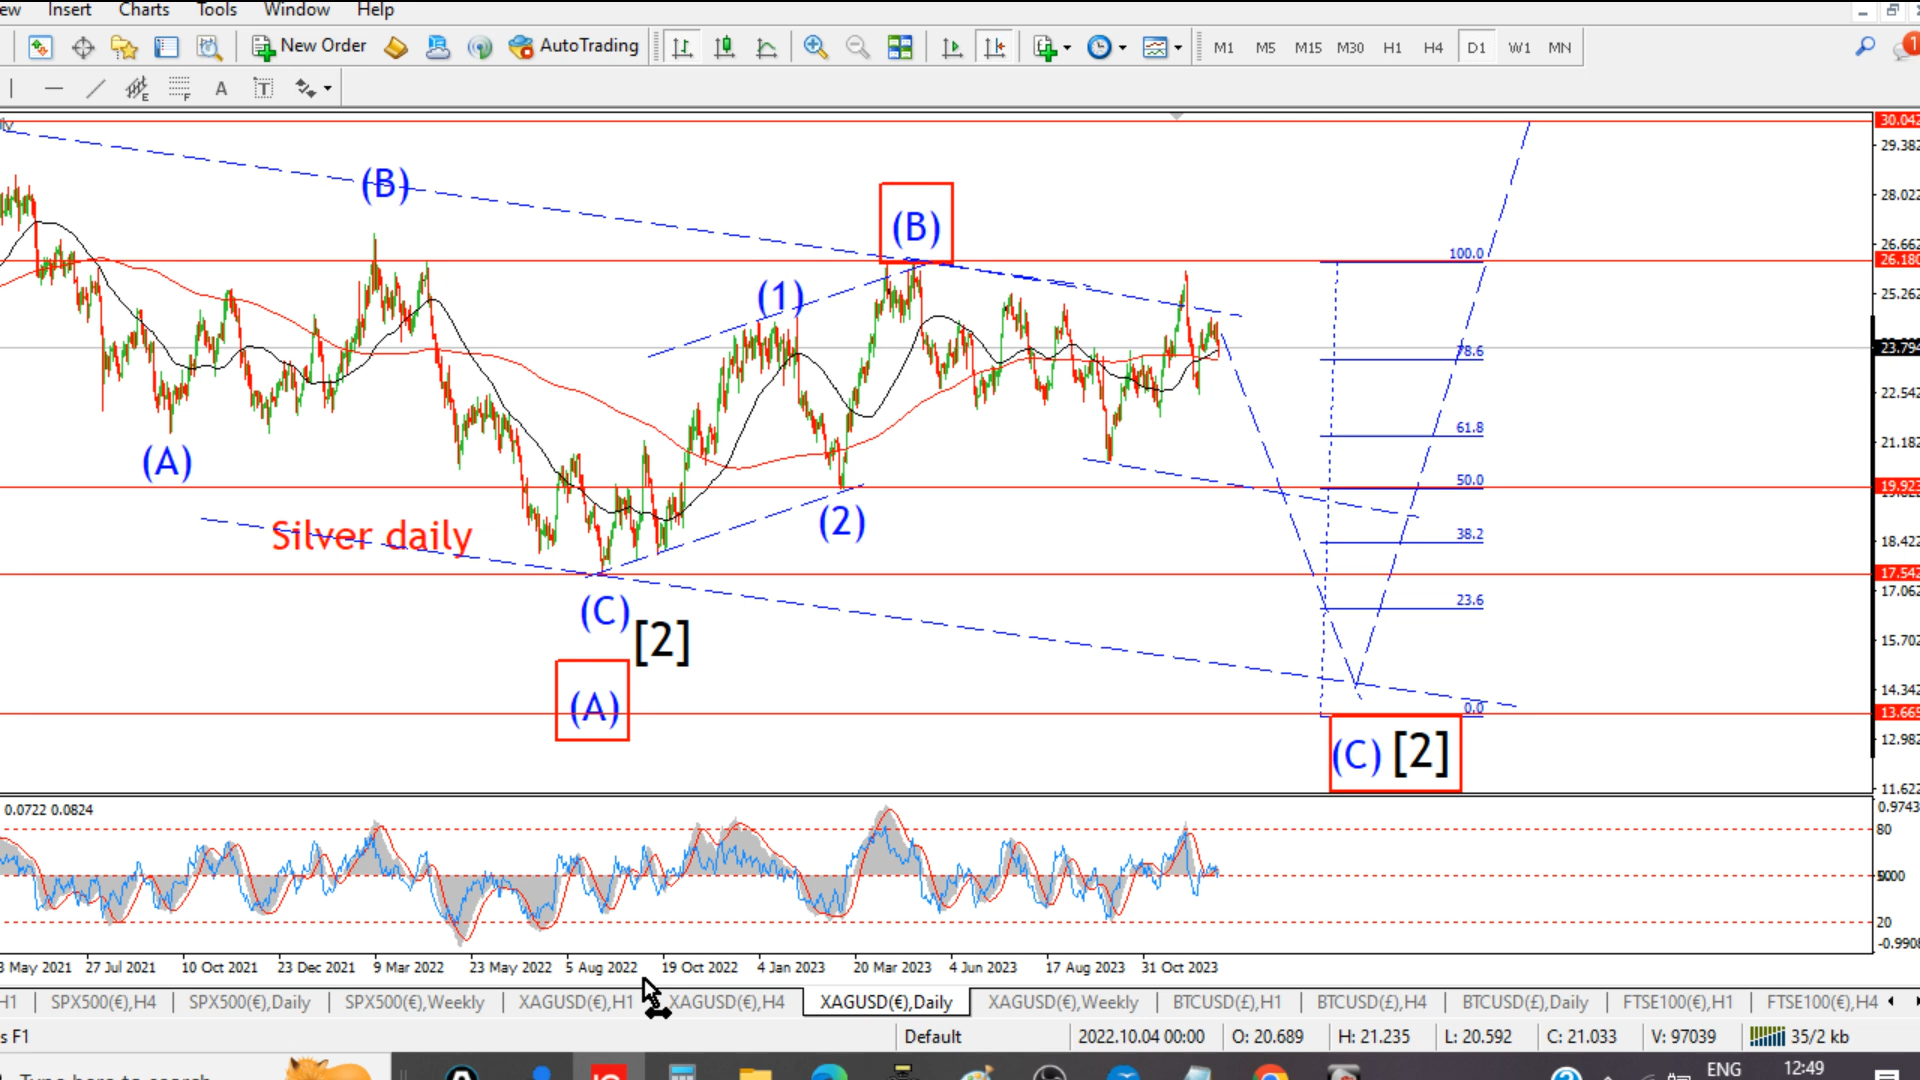 ew Insert Charts Tools Window Help
New Order AutoTrading M1 M5 M15 M30 H1 H4 D1 W1 MN 1
E F A T
ly
30.042
29.382
28.022
26.662
26.180
25.262
23.794
22.542
21.182
19.923
18.422
17.542
17.062
15.702
14.342
13.665
12.982
11.622
(B)
(B)
(1)
(A)
(2)
Silver daily
(C) [2]
(A)
100.0
78.6
61.8
50.0
38.2
23.6
0.0
(C) [2]
0.0722 0.0824
0.9743
80
20
-0.9908
27 Jul 2021 10 Oct 2021 23 Dec 2021 9 Mar 2022 23 May 2022 5 Aug 2022 19 Oct 2022 4 Jan 2023 20 Mar 2023 4 Jun 2023 17 Aug 2023 31 Oct 2023
H1 SPX500(€),H4 SPX500(€),Daily SPX500(€),Weekly XAGUSD(€),H1 XAGUSD(€),H4 XAGUSD(€),Daily XAGUSD(€),Weekly BTCUSD(£),H1 BTCUSD(£),H4 BTCUSD(£),Daily FTSE100(€),H1 FTSE100(€),H4
s F1 Default 2022.10.04 00:00 O: 20.689 H: 21.235 L: 20.592 C: 21.033 V: 97039 35/2 kb
Type here to search ENG 12:49